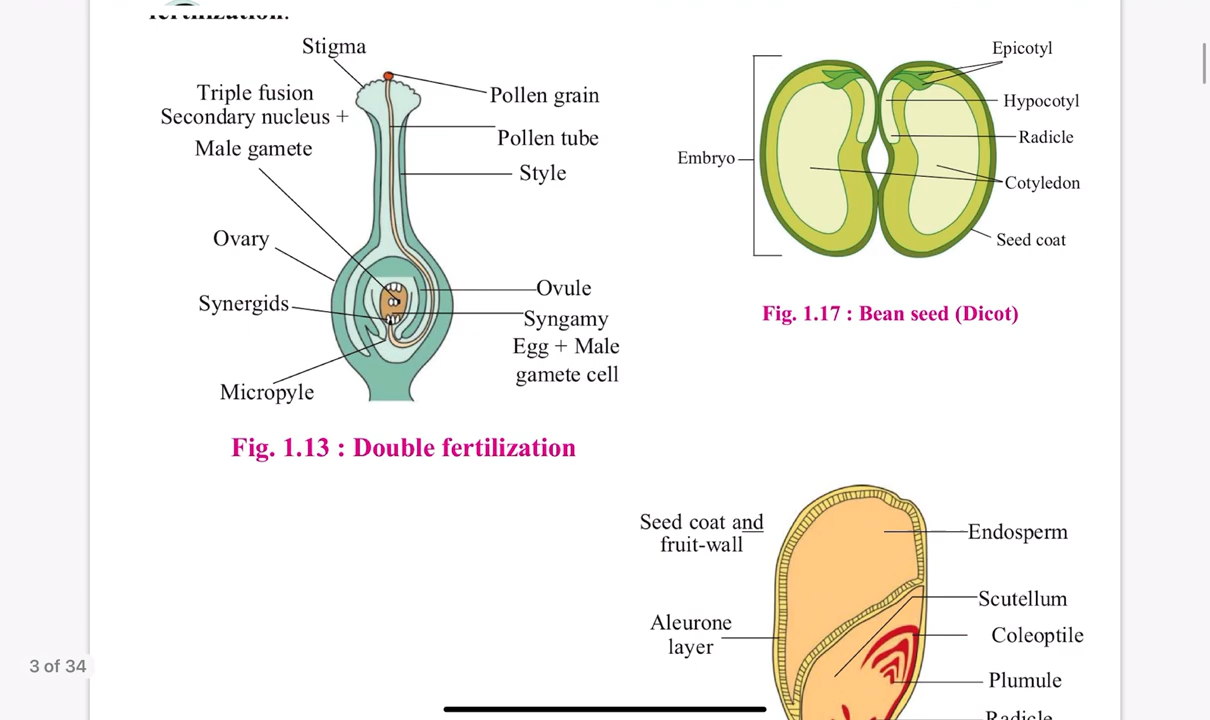 fertilization.
Stigma
Triple fusion
Secondary nucleus +
Male gamete
Pollen grain
Pollen tube
Style
Ovary
Synergids
Ovule
Syngamy
Egg + Male
gamete cell
Micropyle
Fig. 1.13 : Double fertilization
Epicotyl
Hypocotyl
Radicle
Embryo
Cotyledon
Seed coat
Fig. 1.17 : Bean seed (Dicot)
Seed coat and
fruit-wall
Endosperm
Scutellum
Aleurone
layer
Coleoptile
Plumule
Radicle
3 of 34